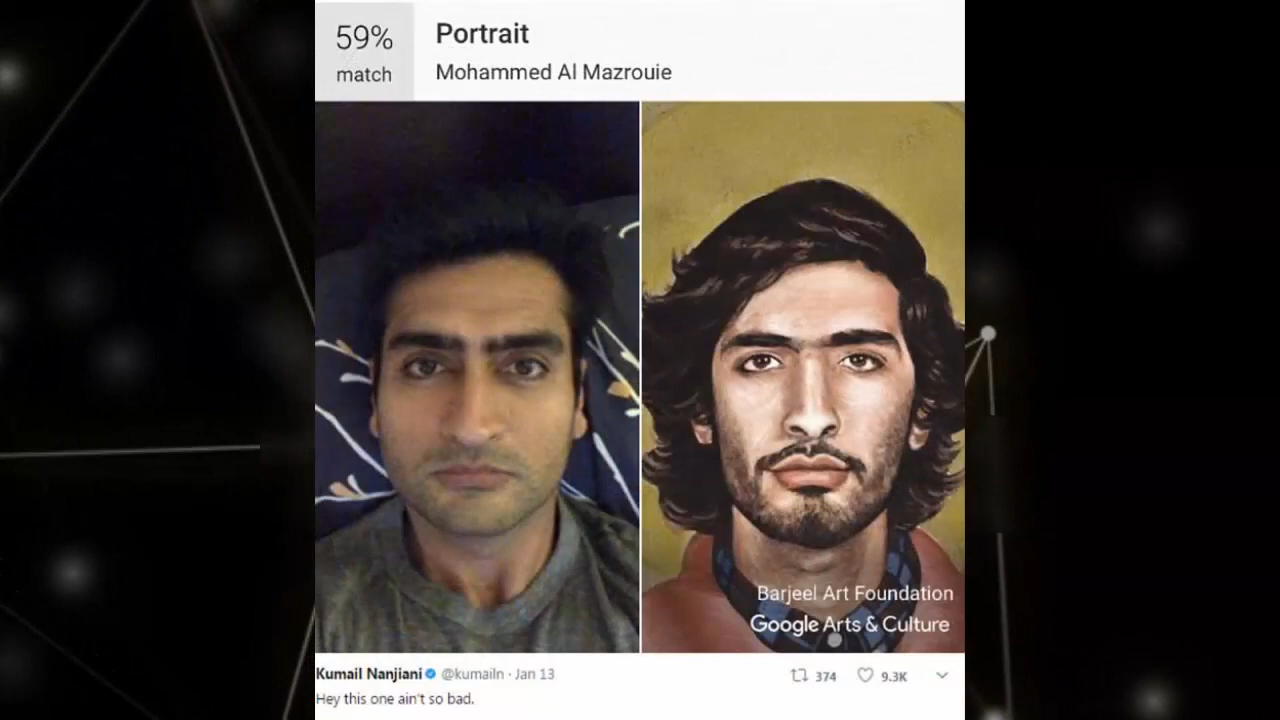 59%
match
Portrait
Mohammed Al Mazrouie
Barjeel Art Foundation
Google Arts & Culture
Kumail Nanjiani @kumailn · Jan 13
374
9.3K
Hey this one ain't so bad.